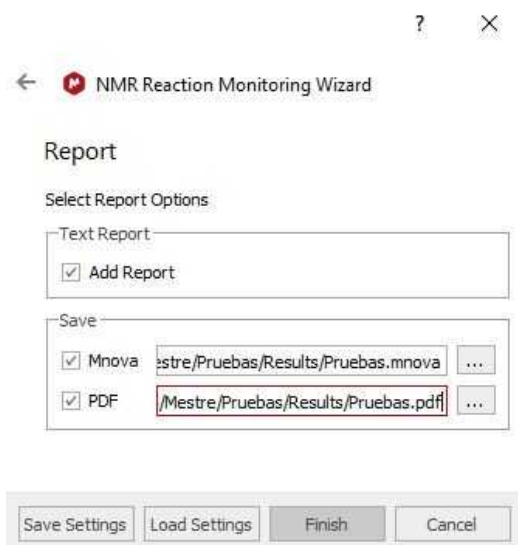 ?
NMR Reaction Monitoring Wizard
Report
Select Report Options
Text Report
Add Report
Save
Mnova estre/Pruebas/Results/Pruebas.mnova ...
PDF /Mestre/Pruebas/Results/Pruebas.pdf ...
Save Settings Load Settings Finish Cancel